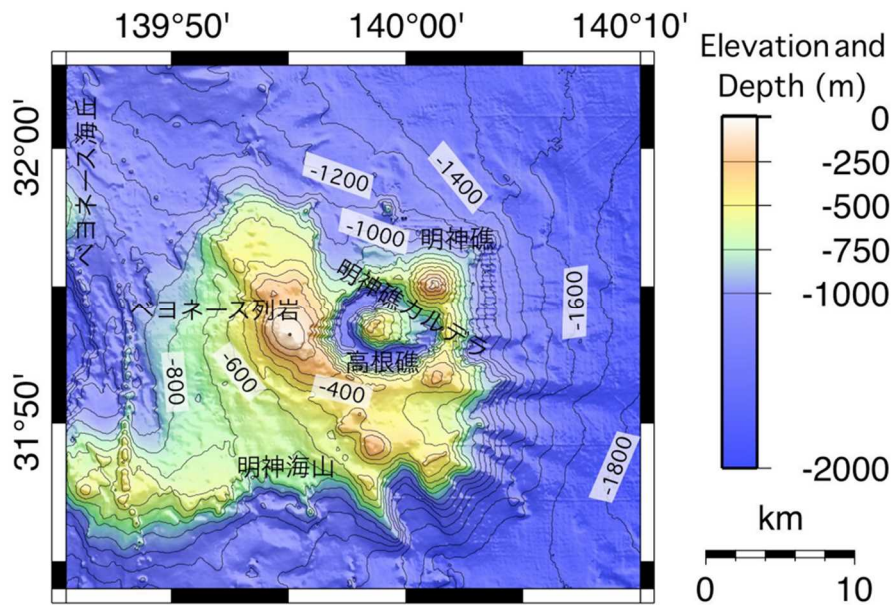 139°50'
140°00'
140°10'
Elevation and
Depth (m)
0
-250
-500
-750
-1000
-2000
km
0
10
32°00'
31°50'
ベヨネース海丘
-1200
-1400
-1000
明神礁
明神礁カルデラ
-1600
ベヨネース列岩
高根礁
-800
-600
-400
明神海山
-1800